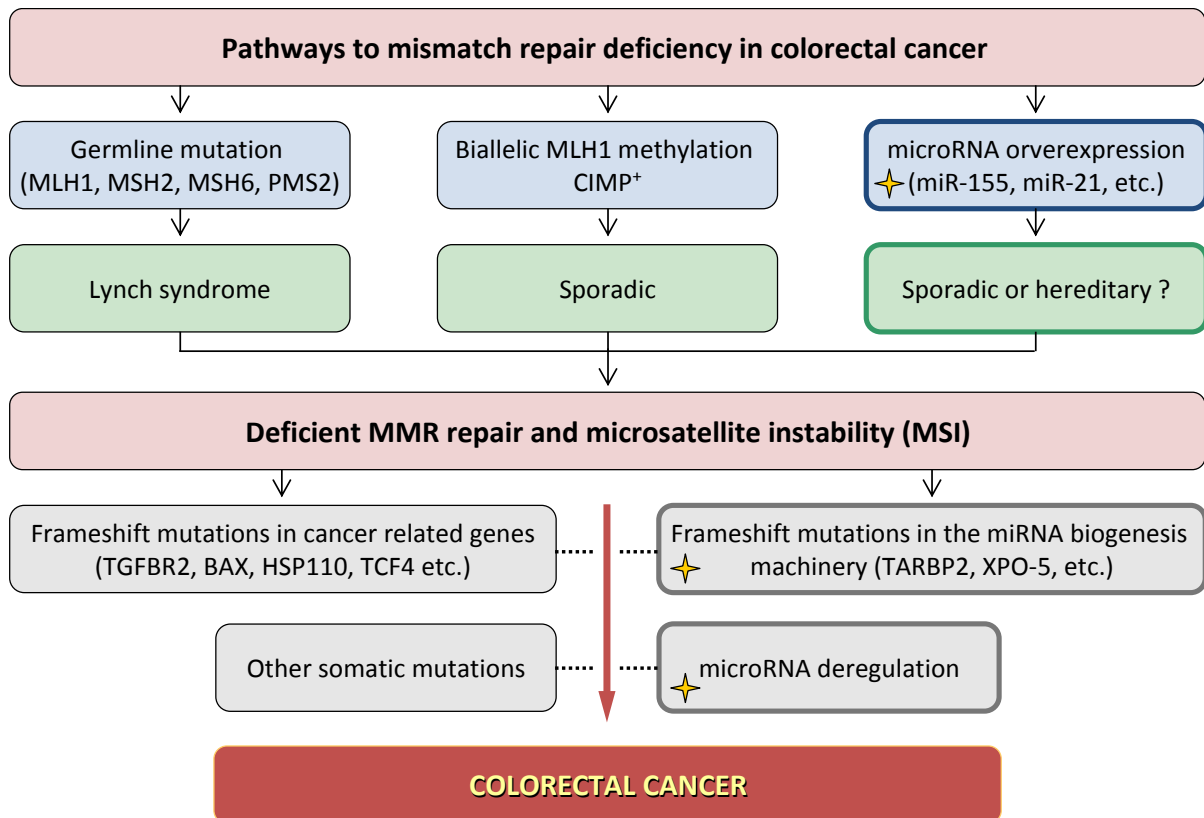 Pathways to mismatch repair deficiency in colorectal cancer
Germline mutation
(MLH1, MSH2, MSH6, PMS2)
Biallelic MLH1 methylation
CIMP⁺
microRNA orverexpression
(miR-155, miR-21, etc.)
Lynch syndrome
Sporadic
Sporadic or hereditary ?
Deficient MMR repair and microsatellite instability (MSI)
Frameshift mutations in cancer related genes
(TGFBR2, BAX, HSP110, TCF4 etc.)
Frameshift mutations in the miRNA biogenesis
machinery (TARBP2, XPO-5, etc.)
Other somatic mutations
microRNA deregulation
COLORECTAL CANCER